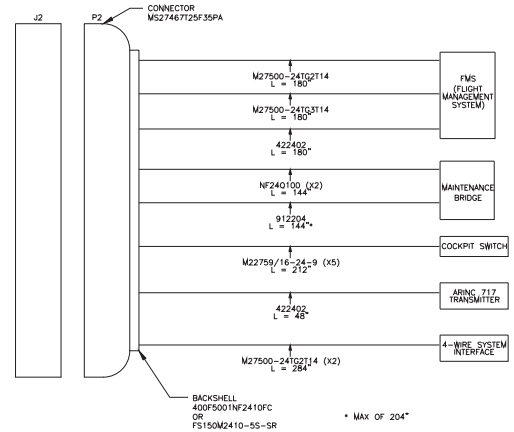 J2
P2
CONNECTOR
MS27467T25F35PA
M27500-24TG2T14
L = 180"
M27500-24TG3T14
L = 180"
422402
L = 180"
FMS
(FLIGHT
MANAGEMENT
SYSTEM)
NF24Q100 (X2)
L = 144"
912204
L = 144"*
MAINTENANCE
BRIDGE
M22759/16-24-9 (X5)
L = 212"
COCKPIT SWITCH
422402
L = 48"
ARINC 717
TRANSMITTER
M27500-24TG2T14 (X2)
L = 284"
4-WIRE SYSTEM
INTERFACE
BACKSHELL
400F5001NF2410FC
OR
FS150M2410-5S-SR
* MAX OF 204"